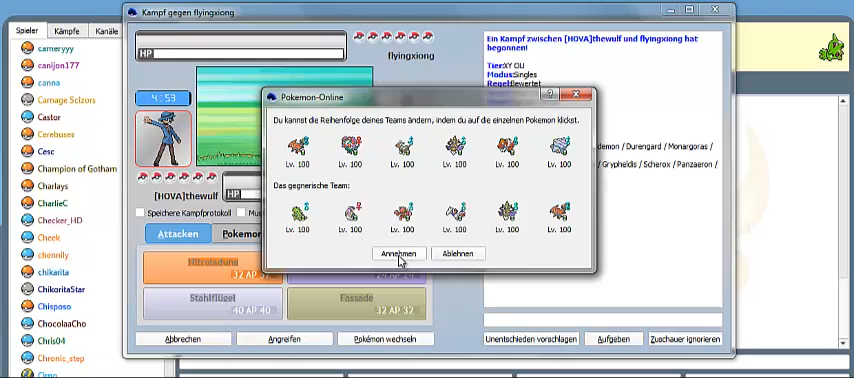 Kampf gegen flyingxiong
Spieler
Kämpfe
Kanäle
cameryyy
canijon177
canna
Carnage Scizors
Castor
Cerebuses
Cesc
Champion of Gotham
Charlays
CharlieC
Checker_HD
Cheek
chennily
chikarita
ChikoritaStar
Chisposo
ChocolaaCho
Chris04
Chronic_step
HP
flyingxiong
4:53
[HOVA]thewulf
HP
Speichere Kampfprotokoll
Attacken
Nitroladung
32 AP 32
Stahlflügel
40 AP 40
Fassade
32 AP 32
Abbrechen
Angreifen
Pokémon wechseln
Ein Kampf zwischen [HOVA]thewulf und flyingxiong hat
begonnen!
Tier:XY OU
Modus:Singles
demon / Durengard / Monargoras /
/ Grypheldis / Scherox / Panzaeron /
Unentschieden vorschlagen
Aufgeben
Zuschauer ignorieren
Pokemon-Online
Du kannst die Reihenfolge deines Teams ändern, indem du auf die einzelnen Pokemon klickst.
Lv. 100 Lv. 100 Lv. 100 Lv. 100 Lv. 100 Lv. 100
Das gegnerische Team:
Lv. 100 Lv. 100 Lv. 100 Lv. 100 Lv. 100 Lv. 100
Annehmen
Ablehnen